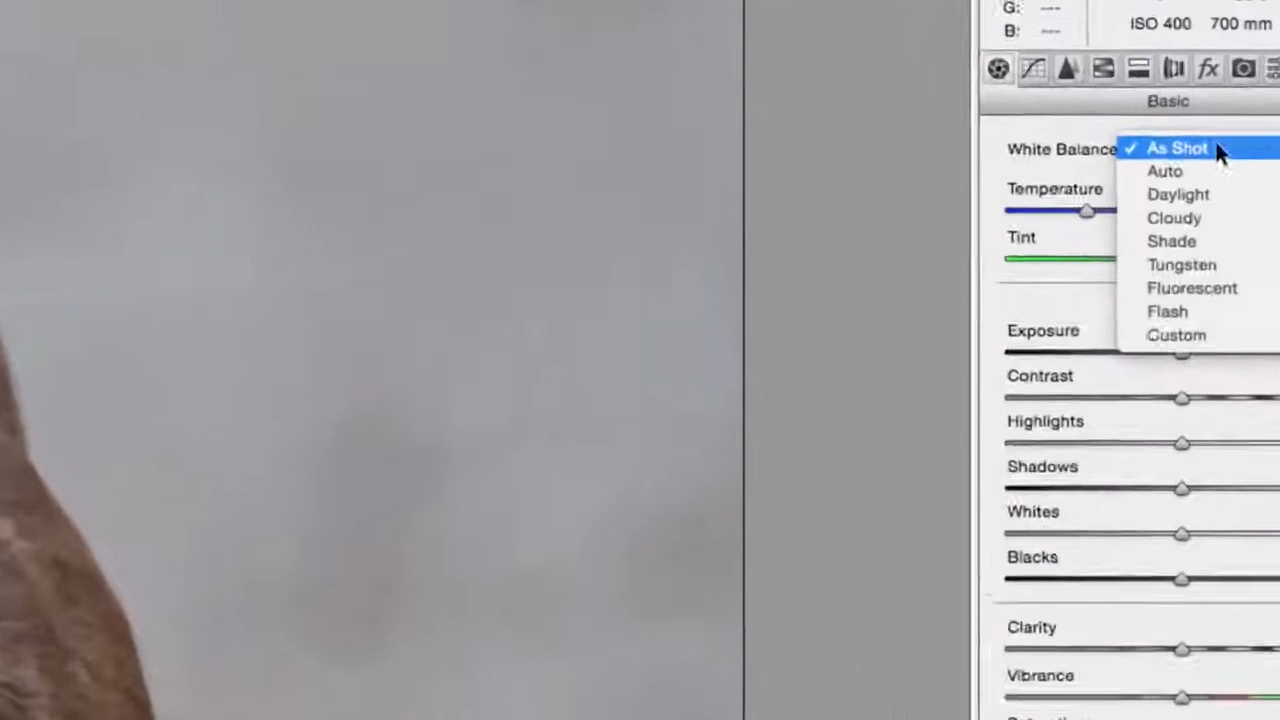 G: ---
ISO 400 700 mm
B: ---
fx
Basic
White Balance
✓ As Shot
Auto
Daylight
Temperature
Cloudy
Tint
Shade
Tungsten
Fluorescent
Flash
Exposure
Custom
Contrast
Highlights
Shadows
Whites
Blacks
Clarity
Vibrance